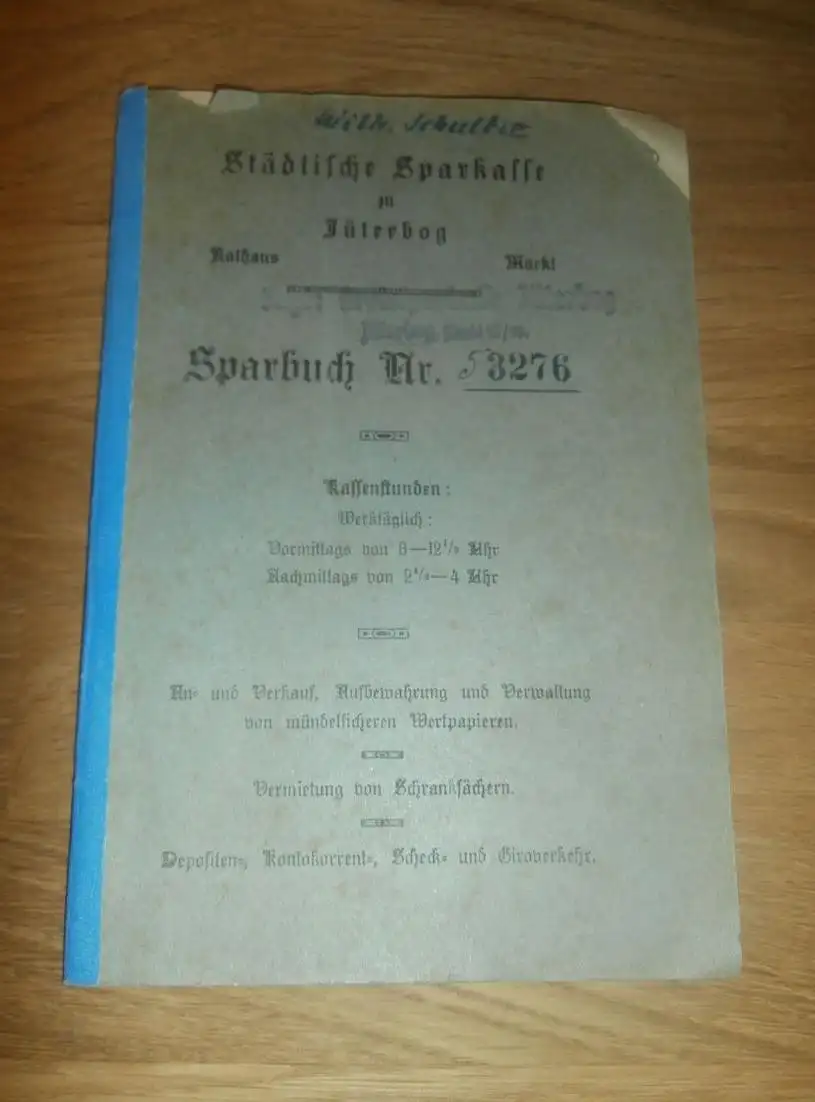 Wilh. Schulze
Städtische Sparkasse
zu
Jüterbog
Rathaus Markt
Jüterbog
Sparbuch Nr. 53276
Kassenstunden:
Werktäglich:
Vormittags von 8—12½ Uhr
Nachmittags von 2½—4 Uhr
An- und Verkauf, Aufbewahrung und Verwaltung
von mündelsicheren Wertpapieren.
Vermietung von Schrankfächern.
Depositen-, Kontokorrent-, Scheck- und Giroverkehr.